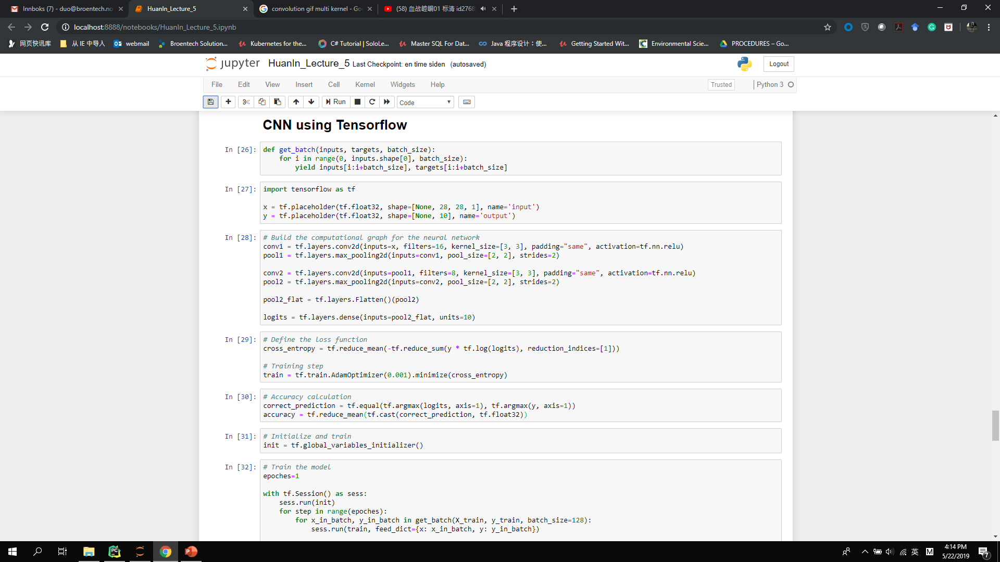 Innboks (7) - duo@broentech.no
HuanIn_Lecture_5
convolution gif multi kernel - Go
(58) 血战崆峒01 标清 id2768
localhost:8888/notebooks/HuanIn_Lecture_5.ipynb
网页快讯库
从 IE 中导入
webmail
Broentech Solution...
Kubernetes for the...
C# Tutorial | SoloLe...
Master SQL For Dat...
Java 程序设计：使...
Getting Started Wit...
Environmental Scie...
PROCEDURES – Go...
jupyter HuanIn_Lecture_5 Last Checkpoint: en time siden (autosaved)
Logout
File Edit View Insert Cell Kernel Widgets Help
Trusted
Python 3
Run
Code
CNN using Tensorflow
In [26]: def get_batch(inputs, targets, batch_size):
for i in range(0, inputs.shape[0], batch_size):
yield inputs[i:i+batch_size], targets[i:i+batch_size]
In [27]: import tensorflow as tf
x = tf.placeholder(tf.float32, shape=[None, 28, 28, 1], name='input')
y = tf.placeholder(tf.float32, shape=[None, 10], name='output')
In [28]: # Build the computational graph for the neural network
conv1 = tf.layers.conv2d(inputs=x, filters=16, kernel_size=[3, 3], padding="same", activation=tf.nn.relu)
pool1 = tf.layers.max_pooling2d(inputs=conv1, pool_size=[2, 2], strides=2)
conv2 = tf.layers.conv2d(inputs=pool1, filters=8, kernel_size=[3, 3], padding="same", activation=tf.nn.relu)
pool2 = tf.layers.max_pooling2d(inputs=conv2, pool_size=[2, 2], strides=2)
pool2_flat = tf.layers.Flatten()(pool2)
logits = tf.layers.dense(inputs=pool2_flat, units=10)
In [29]: # Define the loss function
cross_entropy = tf.reduce_mean(-tf.reduce_sum(y * tf.log(logits), reduction_indices=[1]))
# Training step
train = tf.train.AdamOptimizer(0.001).minimize(cross_entropy)
In [30]: # Accuracy calculation
correct_prediction = tf.equal(tf.argmax(logits, axis=1), tf.argmax(y, axis=1))
accuracy = tf.reduce_mean(tf.cast(correct_prediction, tf.float32))
In [31]: # Initialize and train
init = tf.global_variables_initializer()
In [32]: # Train the model
epoches=1
with tf.Session() as sess:
sess.run(init)
for step in range(epoches):
for x_in_batch, y_in_batch in get_batch(X_train, y_train, batch_size=128):
sess.run(train, feed_dict={x: x_in_batch, y: y_in_batch})
英
M
4:14 PM
5/22/2019
7